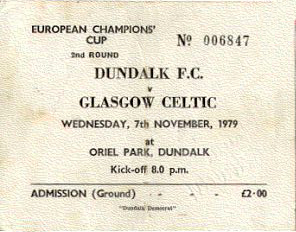 EUROPEAN CHAMPIONS'
CUP
Nº 006847
2nd ROUND
DUNDALK F.C.
v
GLASGOW CELTIC
WEDNESDAY, 7th NOVEMBER, 1979
at
ORIEL PARK, DUNDALK
Kick-off 8.0 p.m.
ADMISSION (Ground) - - - £2·00
"Dundalk Democrat"